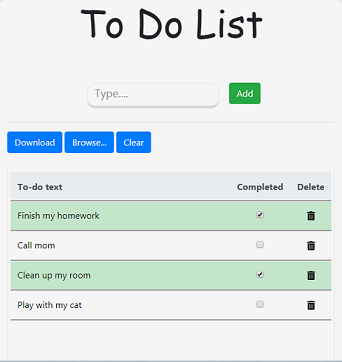 To Do List
Type.... Add
Download Browse... Clear
To-do text Completed Delete
Finish my homework
Call mom
Clean up my room
Play with my cat